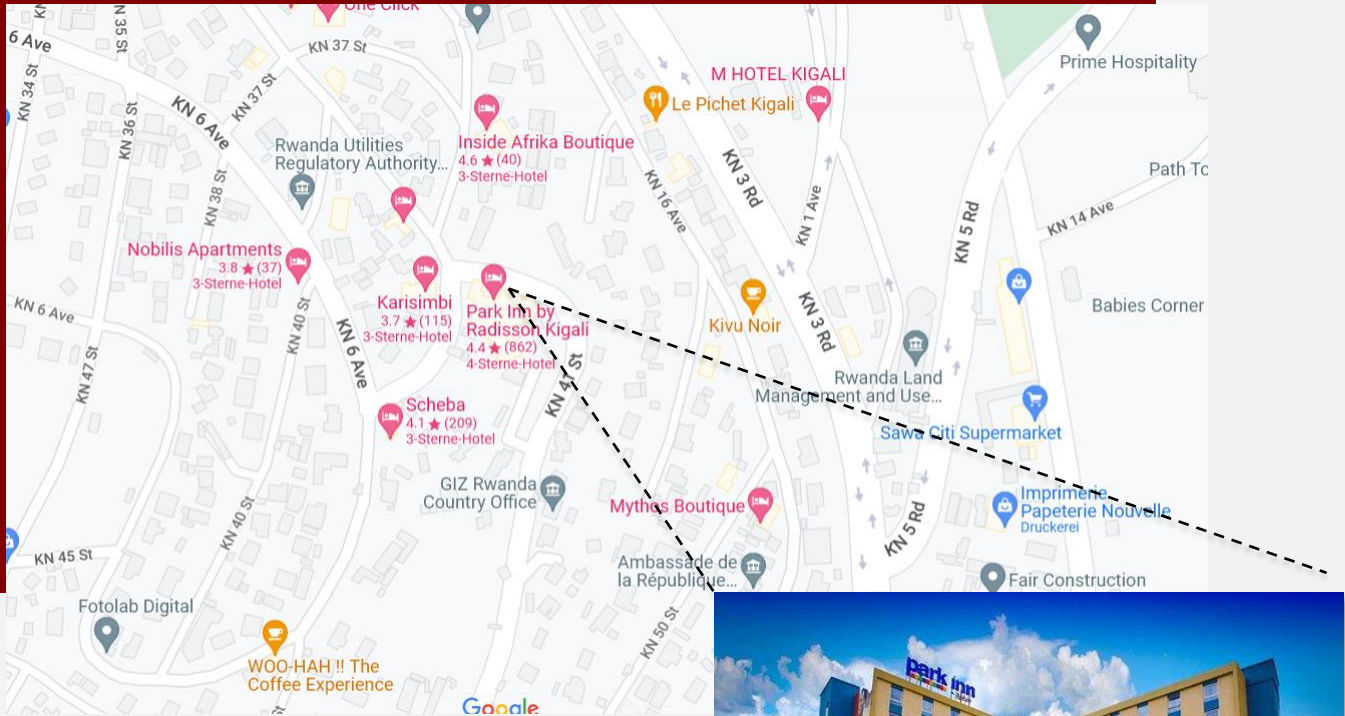 One Click
6 Ave
KN 35 St
KN 34 St
KN 37 St
KN 37 St
KN 36 St
KN 6 Ave
M HOTEL KIGALI
Le Pichet Kigali
Prime Hospitality
Rwanda Utilities
Regulatory Authority...
Inside Afrika Boutique
4.6 ★ (40)
3-Sterne-Hotel
KN 3 Rd
KN 16 Ave
KN 1 Ave
KN 5 Rd
Path To
KN 14 Ave
KN 38 St
Nobilis Apartments
3.8 ★ (37)
3-Sterne-Hotel
Karisimbi
3.7 ★ (115)
3-Sterne-Hotel
Park Inn by
Radisson Kigali
4.4 ★ (862)
4-Sterne-Hotel
Kivu Noir
KN 3 Rd
Babies Corner
KN 6 Ave
KN 40 St
KN 6 Ave
KN 47 St
KN 41 St
Rwanda Land
Management and Use...
Scheba
4.1 ★ (209)
3-Sterne-Hotel
Sawa Citi Supermarket
GIZ Rwanda
Country Office
Mythos Boutique
Imprimerie
Papeterie Nouvelle
Druckerei
KN 40 St
KN 5 Rd
KN 45 St
Ambassade de
la République...
Fair Construction
Fotolab Digital
KN 50 St
WOO-HAH !! The
Coffee Experience
Google
park inn